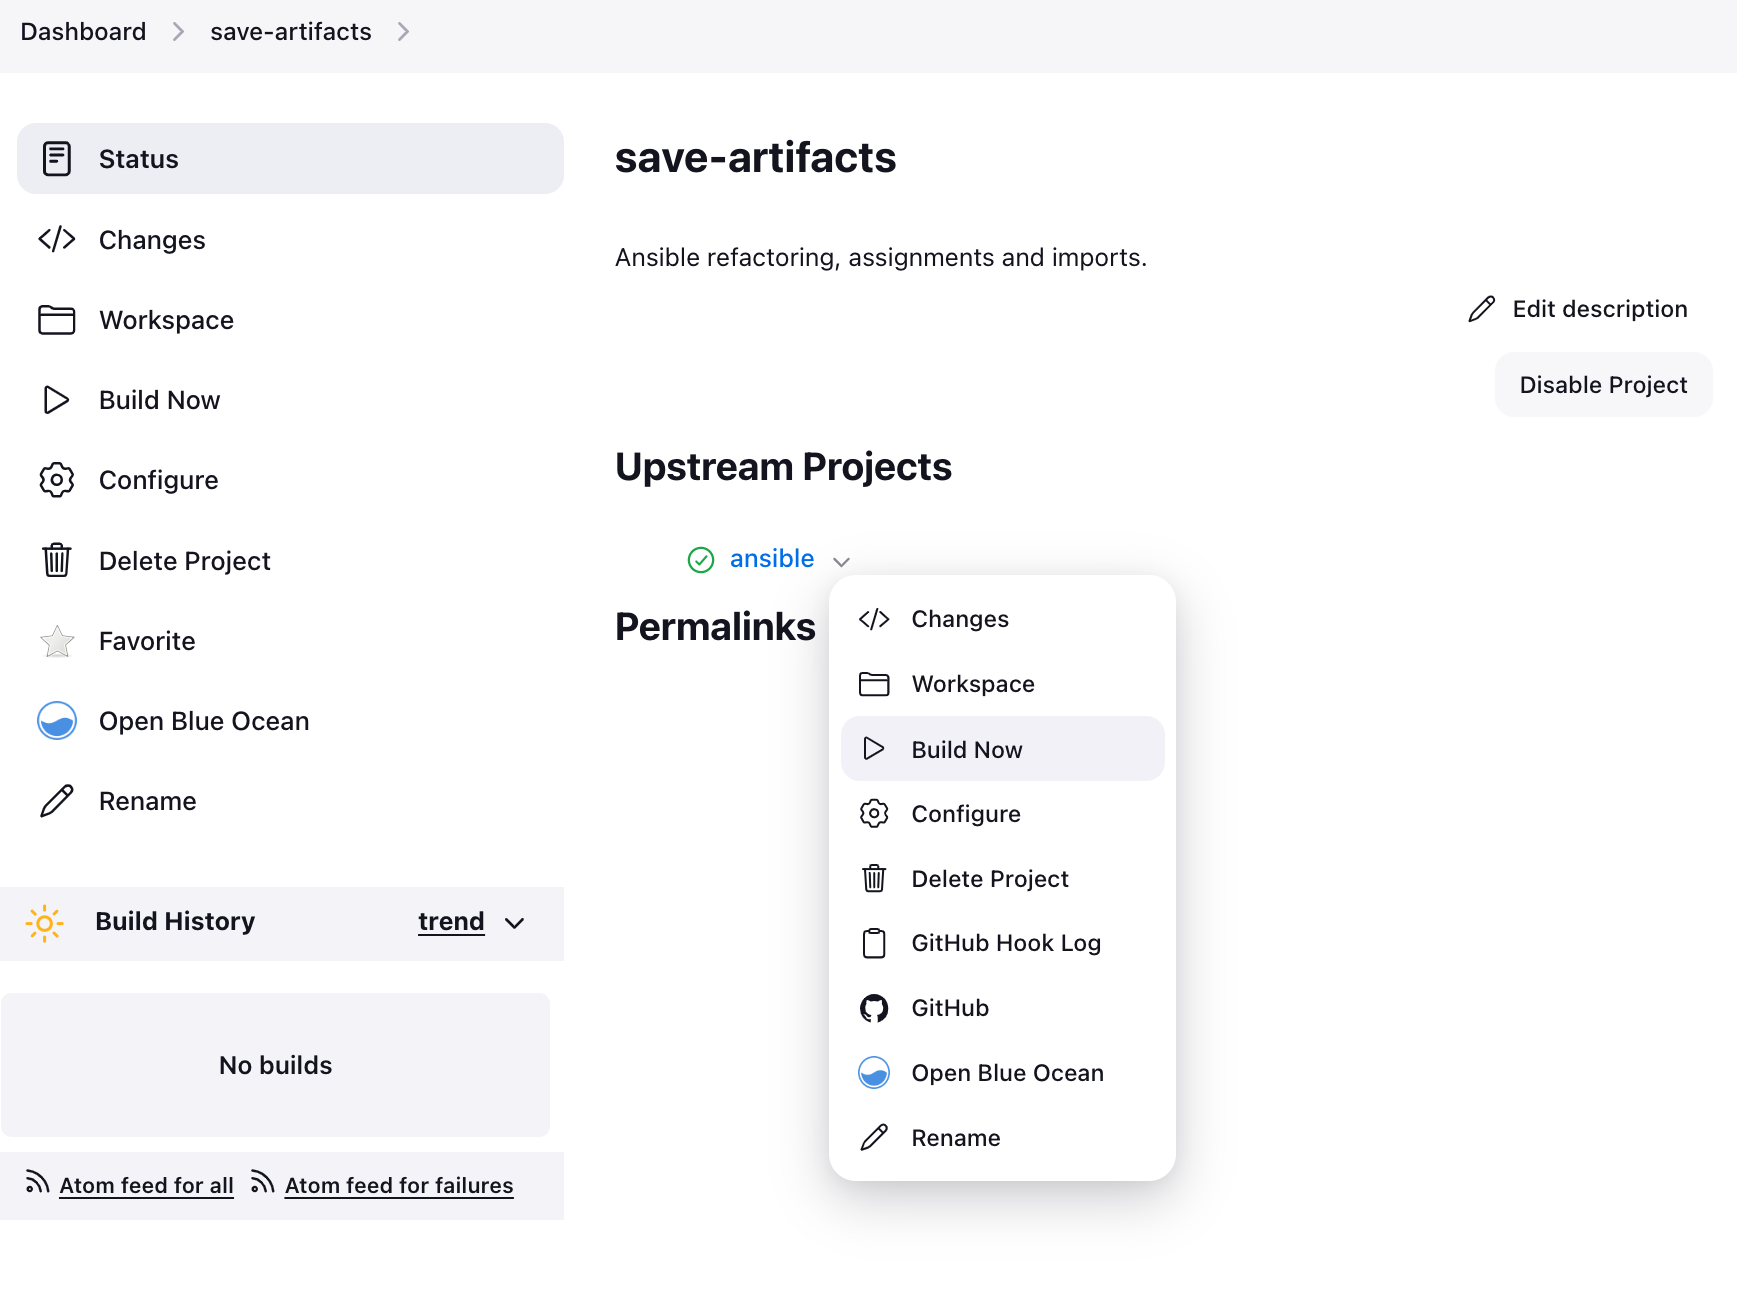 Dashboard save-artifacts
Status
Changes
Workspace
Build Now
Configure
Delete Project
Favorite
Open Blue Ocean
Rename
Build History trend
No builds
Atom feed for all Atom feed for failures
save-artifacts
Ansible refactoring, assignments and imports.
Edit description
Disable Project
Upstream Projects
ansible
Permalinks
Changes
Workspace
Build Now
Configure
Delete Project
GitHub Hook Log
GitHub
Open Blue Ocean
Rename